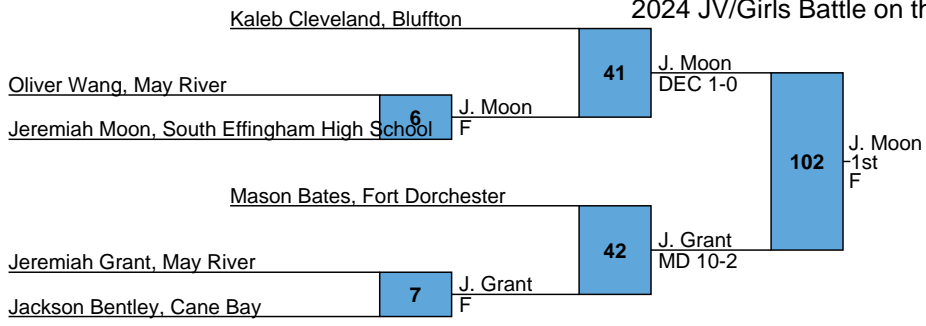 2024 JV/Girls Battle on th
Kaleb Cleveland, Bluffton
41
J. Moon
DEC 1-0
Oliver Wang, May River
6
J. Moon
F
Jeremiah Moon, South Effingham High School
102
J. Moon
1st
F
Mason Bates, Fort Dorchester
42
J. Grant
MD 10-2
Jeremiah Grant, May River
7
J. Grant
F
Jackson Bentley, Cane Bay